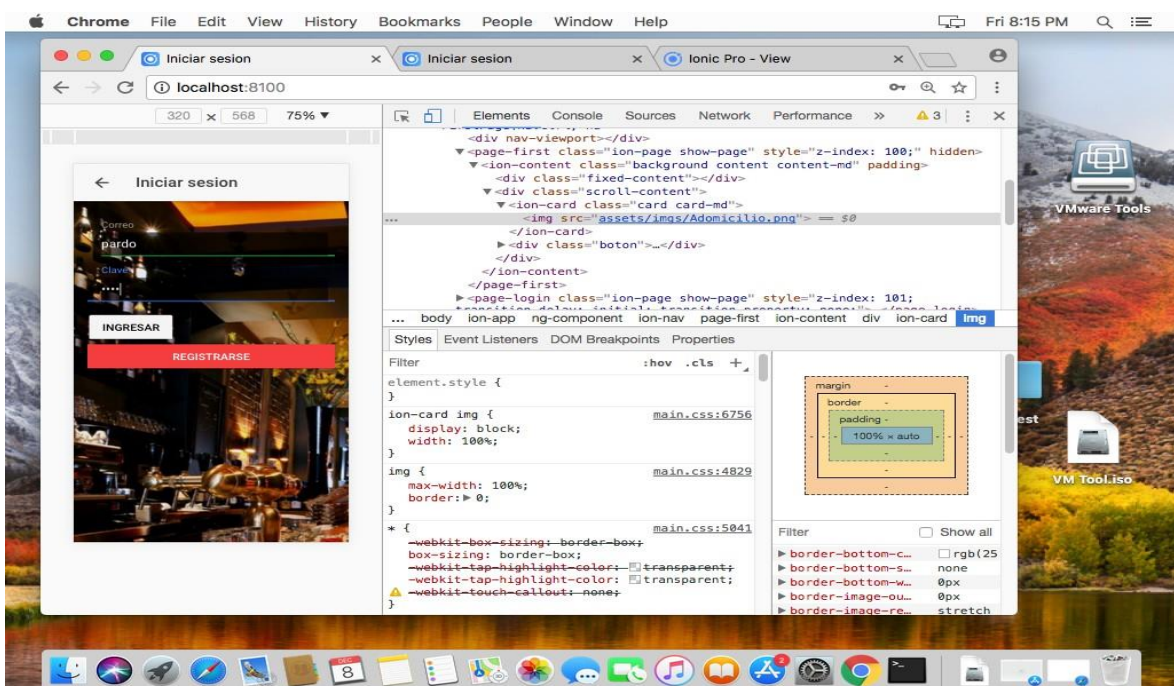 Chrome File Edit View History Bookmarks People Window Help Fri 8:15 PM
Iniciar sesion × Iniciar sesion × Ionic Pro - View ×
localhost:8100
320 × 568 75% ▼
Elements Console Sources Network Performance » 3
<div nav-viewport></div>
▼<page-first class="ion-page show-page" style="z-index: 100;" hidden>
▼<ion-content class="background content content-md" padding>
<div class="fixed-content"></div>
▼<div class="scroll-content">
▼<ion-card class="card card-md">
... <img src="assets/imgs/Adomicilio.png"> == $0
</ion-card>
▶<div class="boton">…</div>
</div>
</ion-content>
</page-first>
▶<page-login class="ion-page show-page" style="z-index: 101;
... body ion-app ng-component ion-nav page-first ion-content div ion-card img
Styles Event Listeners DOM Breakpoints Properties
Filter :hov .cls +
element.style {
}
ion-card img { main.css:6756
display: block;
width: 100%;
}
img { main.css:4829
max-width: 100%;
border:▶ 0;
}
* { main.css:5041
-webkit-box-sizing: border-box;
box-sizing: border-box;
-webkit-tap-highlight-color: transparent;
-webkit-tap-highlight-color: transparent;
-webkit-touch-callout: none;
}
margin -
border -
padding -
100% × auto
Filter Show all
▶ border-bottom-c… rgb(25
▶ border-bottom-s… none
▶ border-bottom-w… 0px
▶ border-image-ou… 0px
▶ border-image-re… stretch
← Iniciar sesion
Correo
pardo
Clave
••••
INGRESAR
REGISTRARSE
VMware Tools
est
VM Tool.iso
DEC
8
2